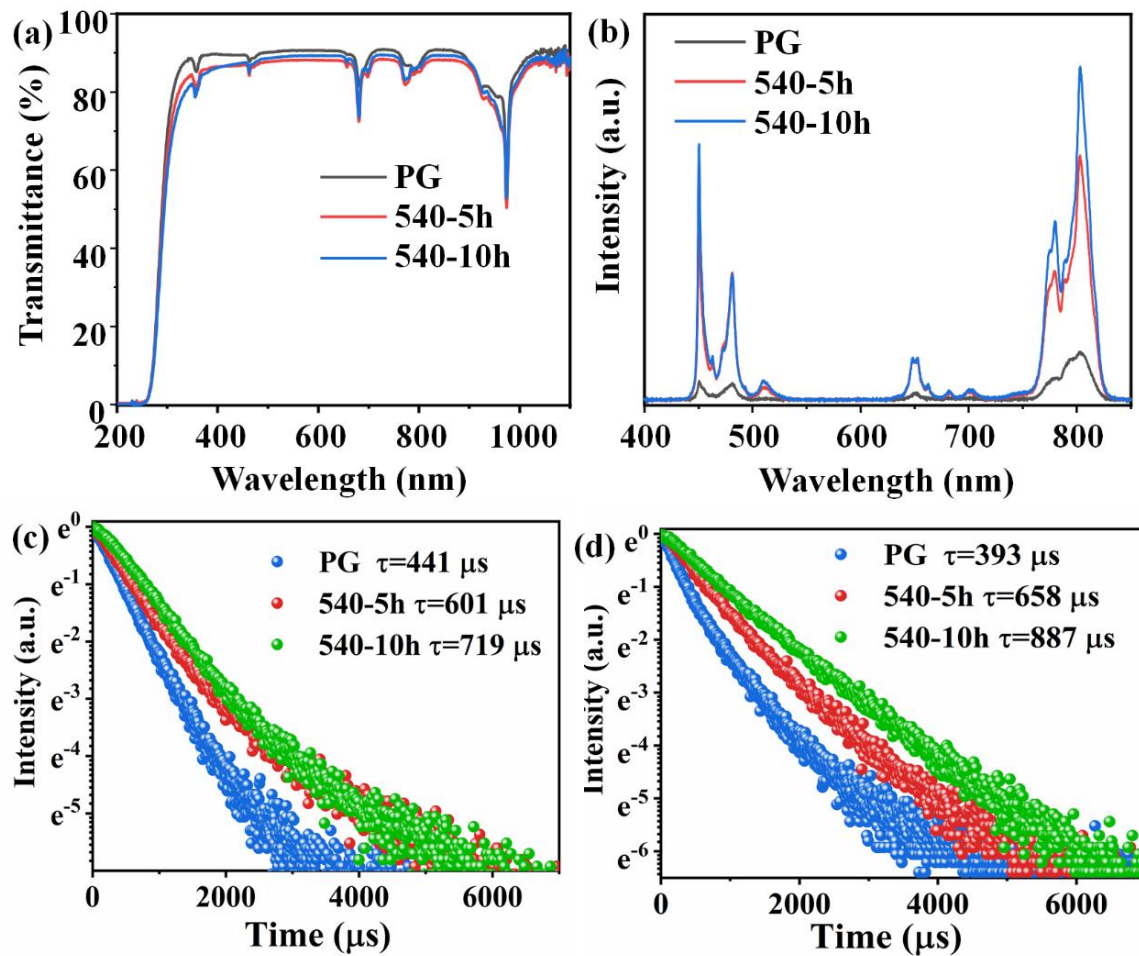 (a)
100
80
60
40
20
0
Transmittance (%)
PG
540-5h
540-10h
200 400 600 800 1000
Wavelength (nm)
(b)
Intensity (a.u.)
PG
540-5h
540-10h
400 500 600 700 800
Wavelength (nm)
(c)
e⁰
e⁻¹
e⁻²
e⁻³
e⁻⁴
e⁻⁵
Intensity (a.u.)
PG τ=441 μs
540-5h τ=601 μs
540-10h τ=719 μs
0 2000 4000 6000
Time (μs)
(d)
e⁰
e⁻¹
e⁻²
e⁻³
e⁻⁴
e⁻⁵
e⁻⁶
Intensity (a.u.)
PG τ=393 μs
540-5h τ=658 μs
540-10h τ=887 μs
0 2000 4000 6000
Time (μs)